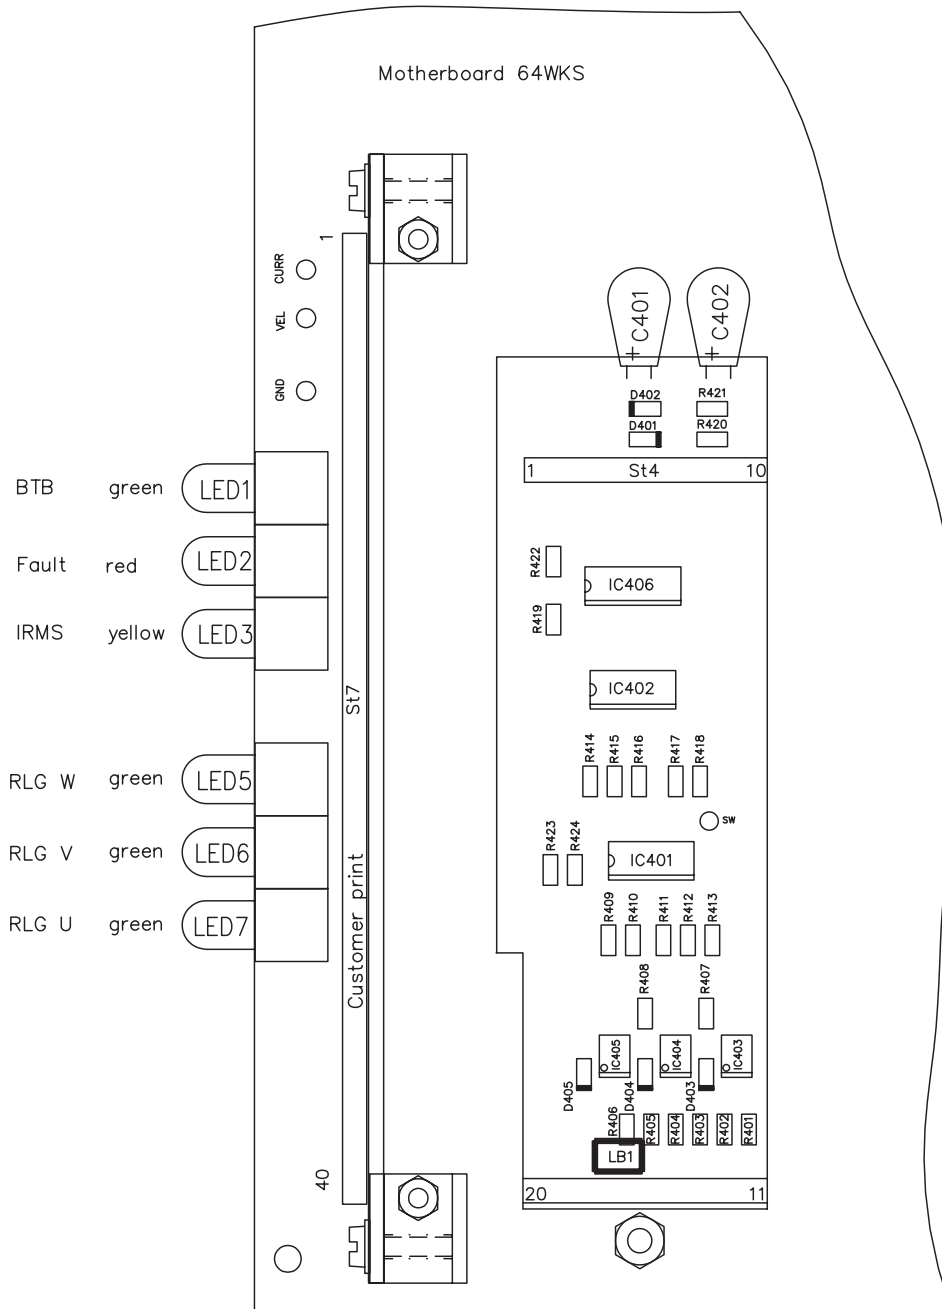 Motherboard 64WKS
1
CURR
VEL
GND
C401
+
C402
+
D402
R421
D401
R420
1 St4 10
BTB green LED1
Fault red LED2
IRMS yellow LED3
R422
IC406
R419
IC402
St7
R414
R415
R416
R417
R418
RLG W green LED5
SW
RLG V green LED6
R423
R424
IC401
RLG U green LED7
Customer print
R409
R410
R411
R412
R413
R408
R407
IC405
IC404
IC403
D405
D404
D403
R406
R405
R404
R403
R402
R401
LB1
40
20 11